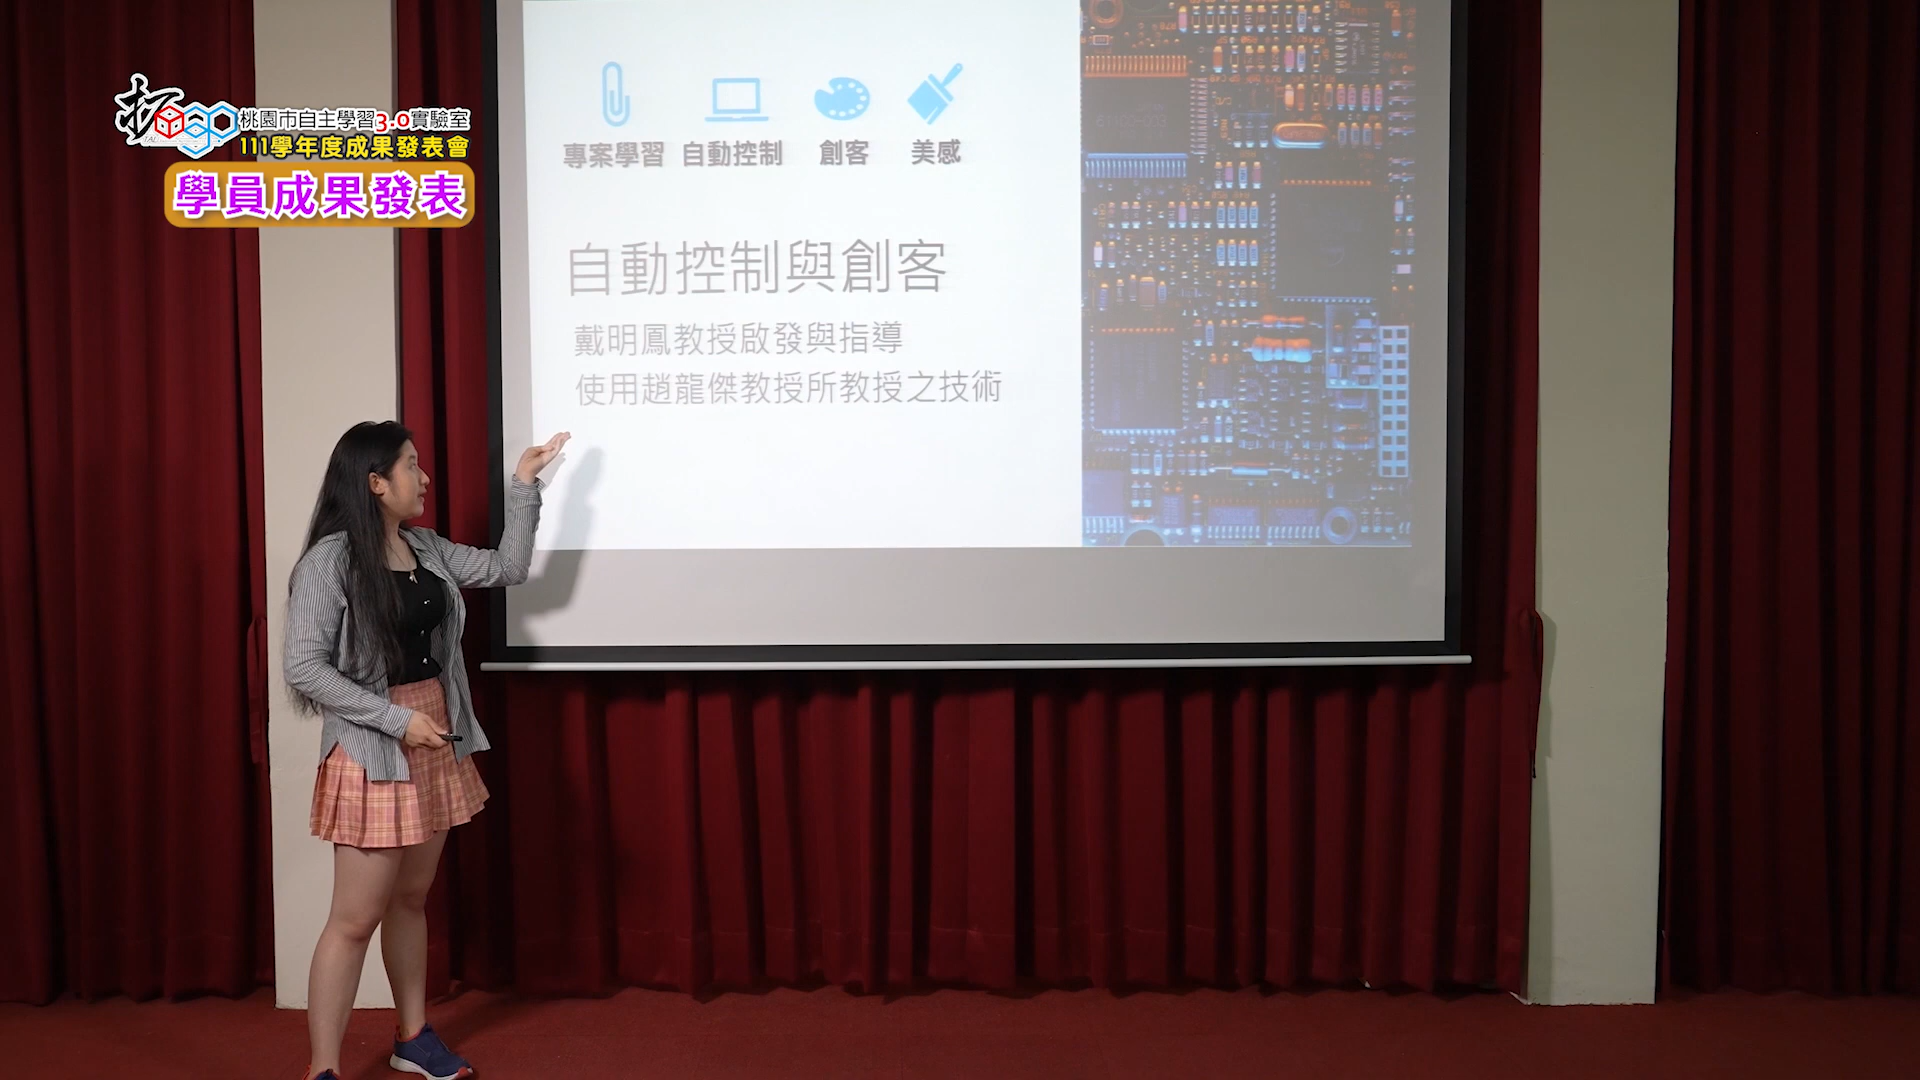 拓
TAL
桃園市自主學習3.0實驗室
111學年度成果發表會
學員成果發表
專案學習 自動控制 創客 美感
自動控制與創客
戴明鳳教授啟發與指導
使用趙龍傑教授所教授之技術